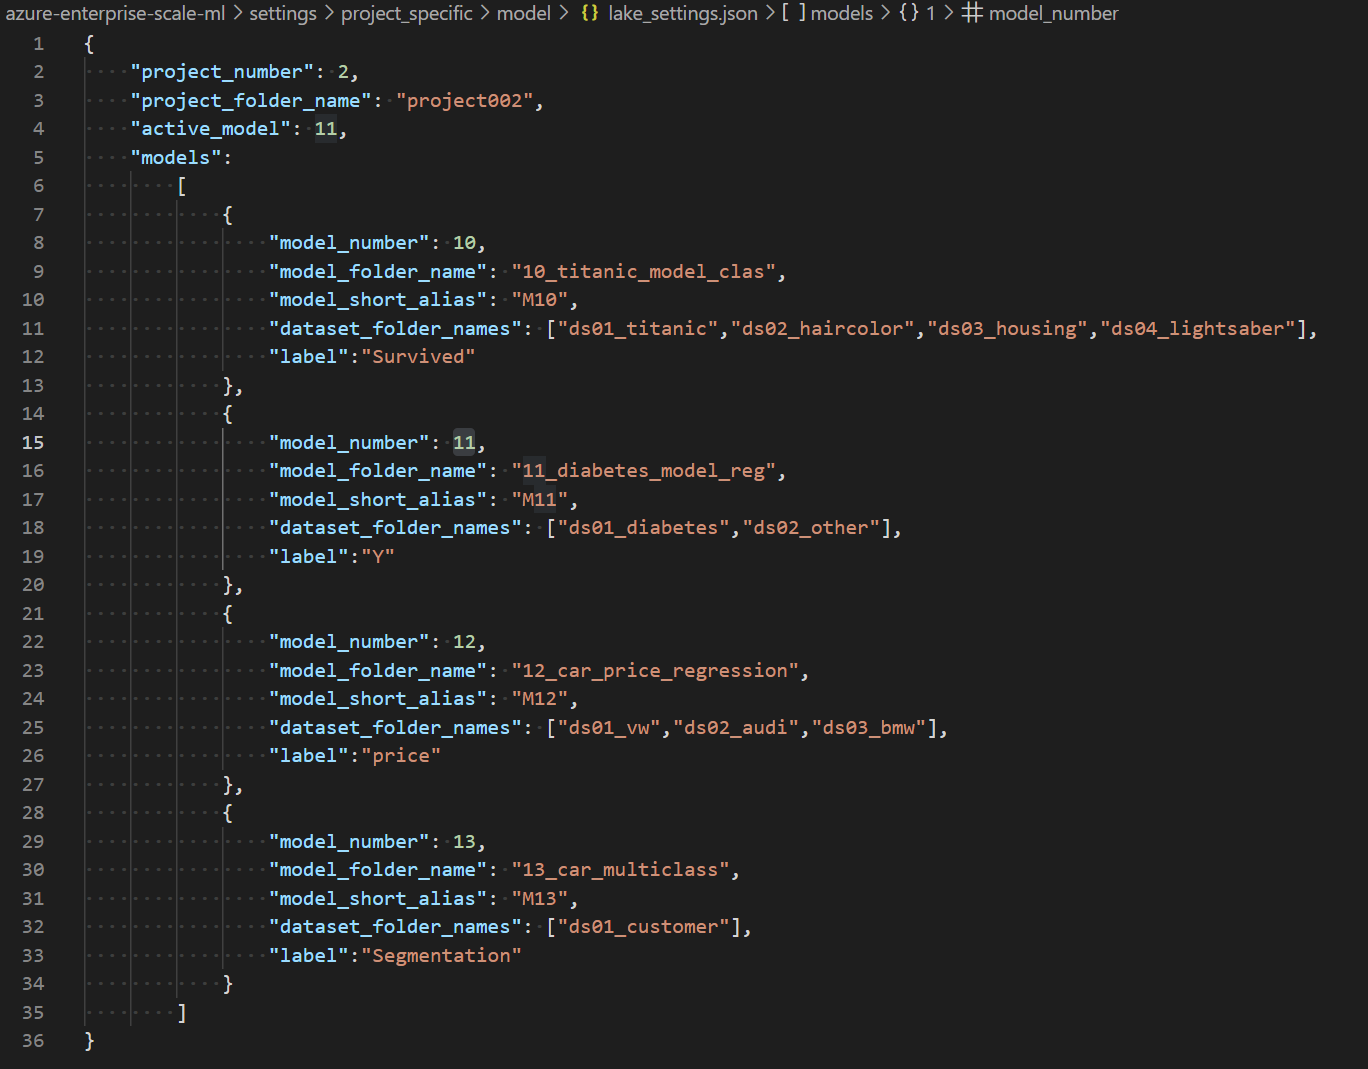 azure-enterprise-scale-ml > settings > project_specific > model > {} lake_settings.json > [ ] models > {} 1 > # model_number
1 {
2 "project_number": 2,
3 "project_folder_name": "project002",
4 "active_model": 11,
5 "models":
6 [
7 {
8 "model_number": 10,
9 "model_folder_name": "10_titanic_model_clas",
10 "model_short_alias": "M10",
11 "dataset_folder_names": ["ds01_titanic","ds02_haircolor","ds03_housing","ds04_lightsaber"],
12 "label":"Survived"
13 },
14 {
15 "model_number": 11,
16 "model_folder_name": "11_diabetes_model_reg",
17 "model_short_alias": "M11",
18 "dataset_folder_names": ["ds01_diabetes","ds02_other"],
19 "label":"Y"
20 },
21 {
22 "model_number": 12,
23 "model_folder_name": "12_car_price_regression",
24 "model_short_alias": "M12",
25 "dataset_folder_names": ["ds01_vw","ds02_audi","ds03_bmw"],
26 "label":"price"
27 },
28 {
29 "model_number": 13,
30 "model_folder_name": "13_car_multiclass",
31 "model_short_alias": "M13",
32 "dataset_folder_names": ["ds01_customer"],
33 "label":"Segmentation"
34 }
35 ]
36 }